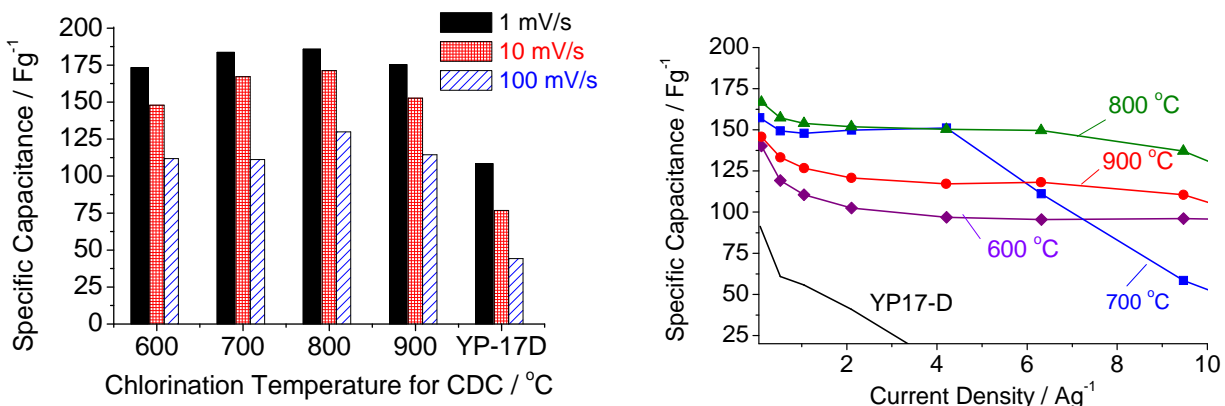 Specific Capacitance / Fg-1
200
175
150
125
100
75
50
25
0
1 mV/s
10 mV/s
100 mV/s
600 700 800 900 YP-17D
Chlorination Temperature for CDC / °C
Specific Capacitance / Fg-1
200
175
150
125
100
75
50
25
800 °C
900 °C
600 °C
700 °C
YP17-D
0 2 4 6 8 10
Current Density / Ag-1